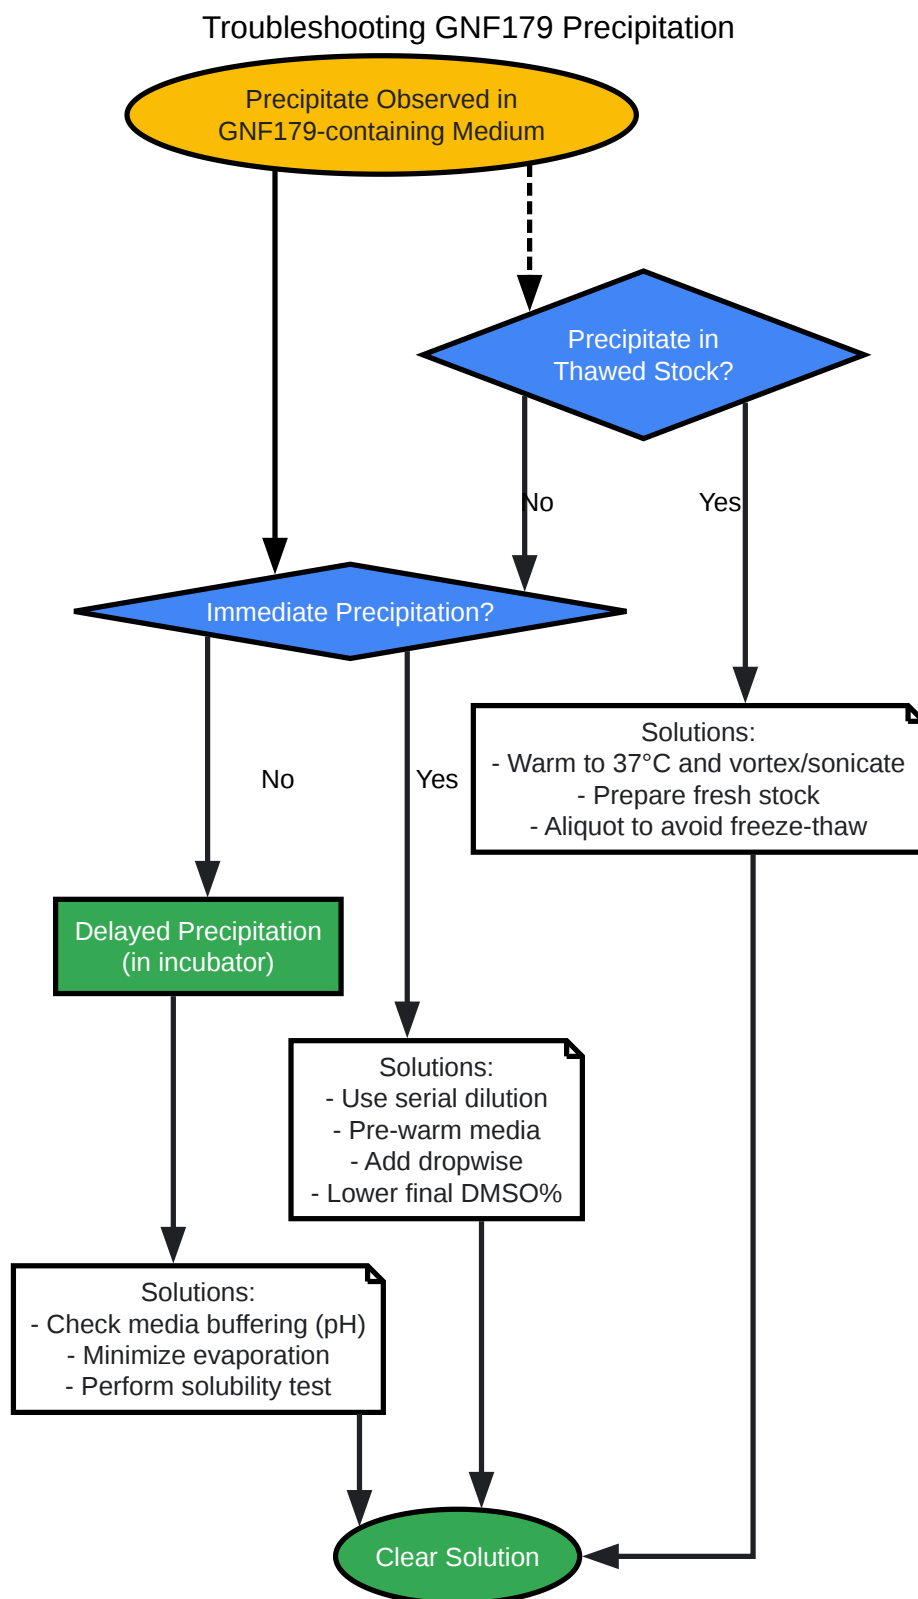 Troubleshooting GNF179 Precipitation
Precipitate Observed in
GNF179-containing Medium
Precipitate in
Thawed Stock?
No
Yes
Immediate Precipitation?
Solutions:
- Warm to 37°C and vortex/sonicate
- Prepare fresh stock
- Aliquot to avoid freeze-thaw
No
Yes
Delayed Precipitation
(in incubator)
Solutions:
- Use serial dilution
- Pre-warm media
- Add dropwise
- Lower final DMSO%
Solutions:
- Check media buffering (pH)
- Minimize evaporation
- Perform solubility test
Clear Solution